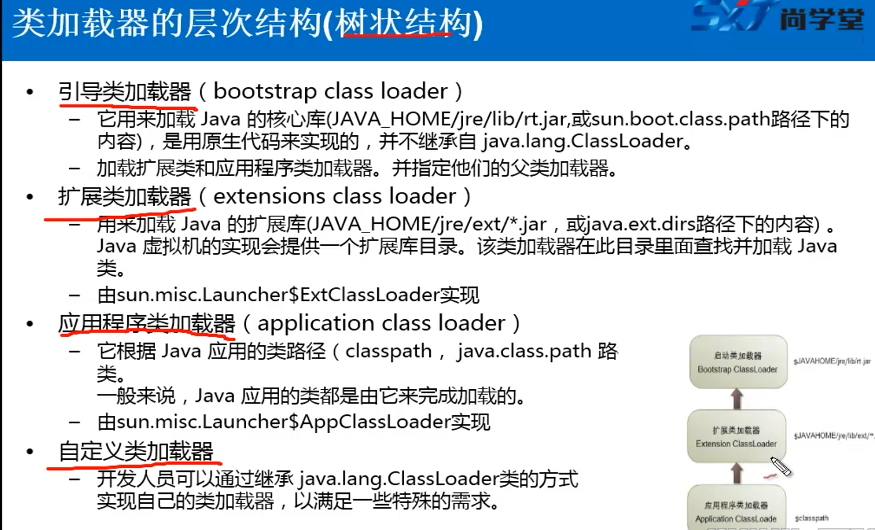 类加载器的层次结构(树状结构)
SXT 尚学堂
• 引导类加载器（bootstrap class loader）
– 它用来加载 Java 的核心库(JAVA_HOME/jre/lib/rt.jar,或sun.boot.class.path路径下的
内容)，是用原生代码来实现的，并不继承自 java.lang.ClassLoader。
– 加载扩展类和应用程序类加载器。并指定他们的父类加载器。
• 扩展类加载器（extensions class loader）
– 用来加载 Java 的扩展库(JAVA_HOME/jre/ext/*.jar，或java.ext.dirs路径下的内容) 。
Java 虚拟机的实现会提供一个扩展库目录。该类加载器在此目录里面查找并加载 Java
类。
– 由sun.misc.Launcher$ExtClassLoader实现
• 应用程序类加载器（application class loader）
– 它根据 Java 应用的类路径（classpath， java.class.path 路
类。
一般来说，Java 应用的类都是由它来完成加载的。
– 由sun.misc.Launcher$AppClassLoader实现
• 自定义类加载器
– 开发人员可以通过继承 java.lang.ClassLoader类的方式
实现自己的类加载器，以满足一些特殊的需求。
启动类加载器
Bootstrap ClassLoader
$JAVAHOME/jre/lib/rt.jar
扩展类加载器
Extension ClassLoader
$JAVAHOME/jre/lib/ext/*.
应用程序类加载器
Application ClassLoade
$classpath